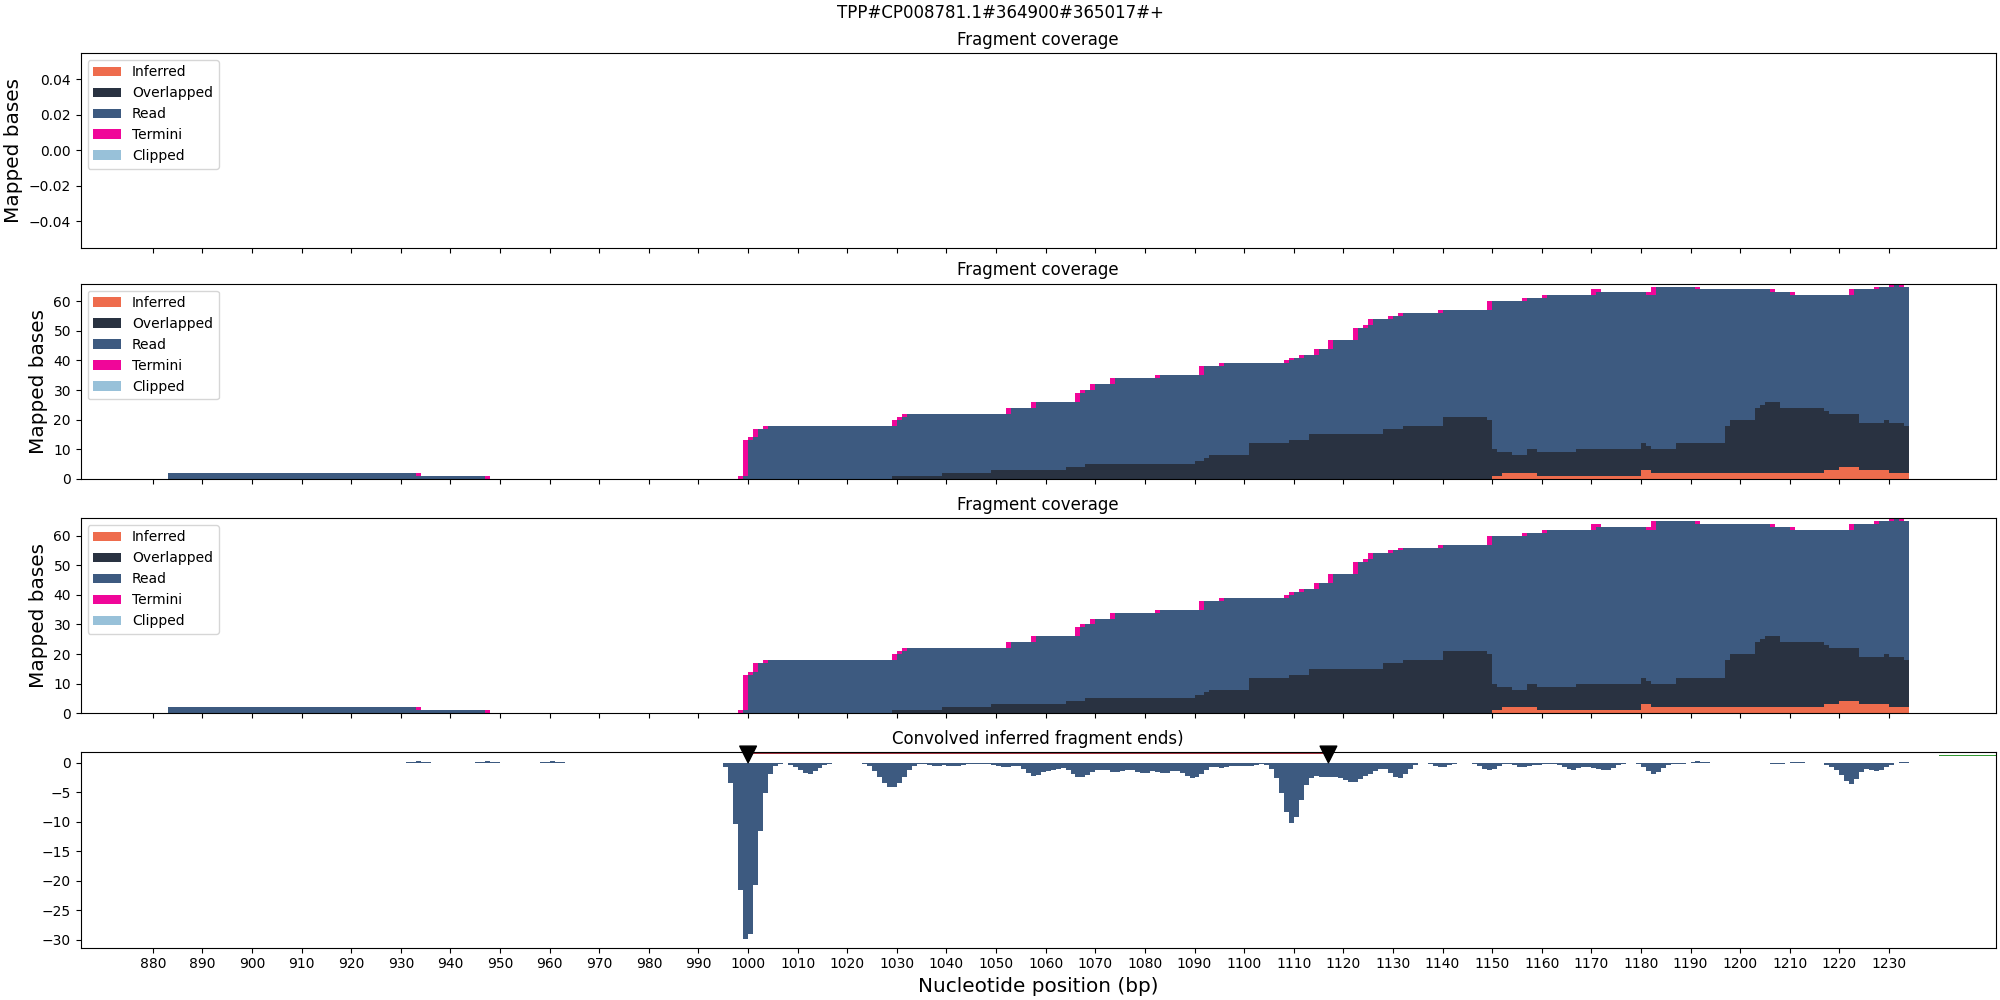 TPP#CP008781.1#364900#365017#+
Fragment coverage
Mapped bases
0.04
0.02
0.00
−0.02
−0.04
Inferred
Overlapped
Read
Termini
Clipped
Fragment coverage
Mapped bases
60
50
40
30
20
10
0
Inferred
Overlapped
Read
Termini
Clipped
Fragment coverage
Mapped bases
60
50
40
30
20
10
0
Inferred
Overlapped
Read
Termini
Clipped
Convolved inferred fragment ends)
0
−5
−10
−15
−20
−25
−30
880 890 900 910 920 930 940 950 960 970 980 990 1000 1010 1020 1030 1040 1050 1060 1070 1080 1090 1100 1110 1120 1130 1140 1150 1160 1170 1180 1190 1200 1210 1220 1230
Nucleotide position (bp)